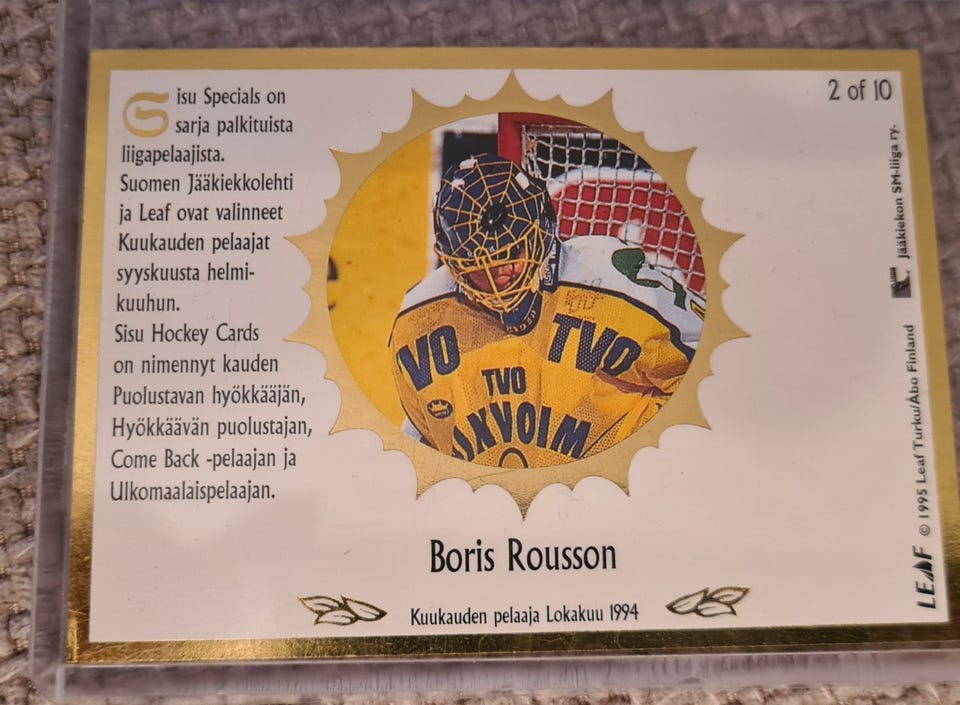 Sisu Specials on
sarja palkituista
liigapelaajista.
Suomen Jääkiekkolehti
ja Leaf ovat valinneet
Kuukauden pelaajat
syyskuusta helmi-
kuuhun.
Sisu Hockey Cards
on nimennyt kauden
Puolustavan hyökkääjän,
Hyökkäävän puolustajan,
Come Back -pelaajan ja
Ulkomaalaispelaajan.
2 of 10
VO
TVO
TVO
XVOIM
Boris Rousson
Kuukauden pelaaja Lokakuu 1994
Jääkiekon SM-liiga ry.
LEAF © 1995 Leaf Turku/Åbo Finland